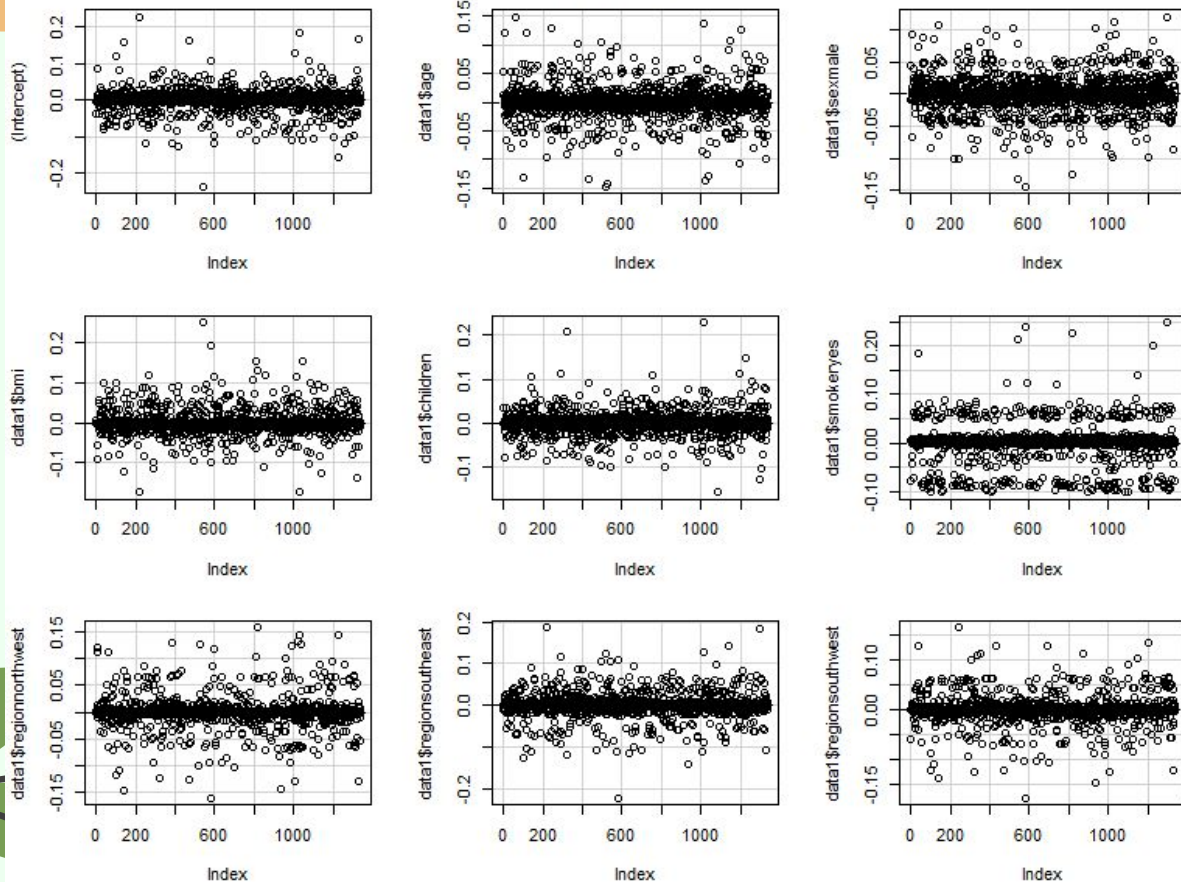 (Intercept)
-0.2 0.0 0.1 0.2
0 200 600 1000
Index
data1$age
-0.15 -0.05 0.05 0.15
0 200 600 1000
Index
data1$sexmale
-0.15 -0.05 0.05
0 200 600 1000
Index
data1$bmi
-0.1 0.0 0.1 0.2
0 200 600 1000
Index
data1$children
-0.1 0.0 0.1 0.2
0 200 600 1000
Index
data1$smokeryes
-0.10 0.00 0.10 0.20
0 200 600 1000
Index
data1$regionnorthwest
-0.15 -0.05 0.05 0.15
0 200 600 1000
Index
data1$regionsoutheast
-0.2 0.0 0.1 0.2
0 200 600 1000
Index
data1$regionsouthwest
-0.15 0.00 0.10
0 200 600 1000
Index